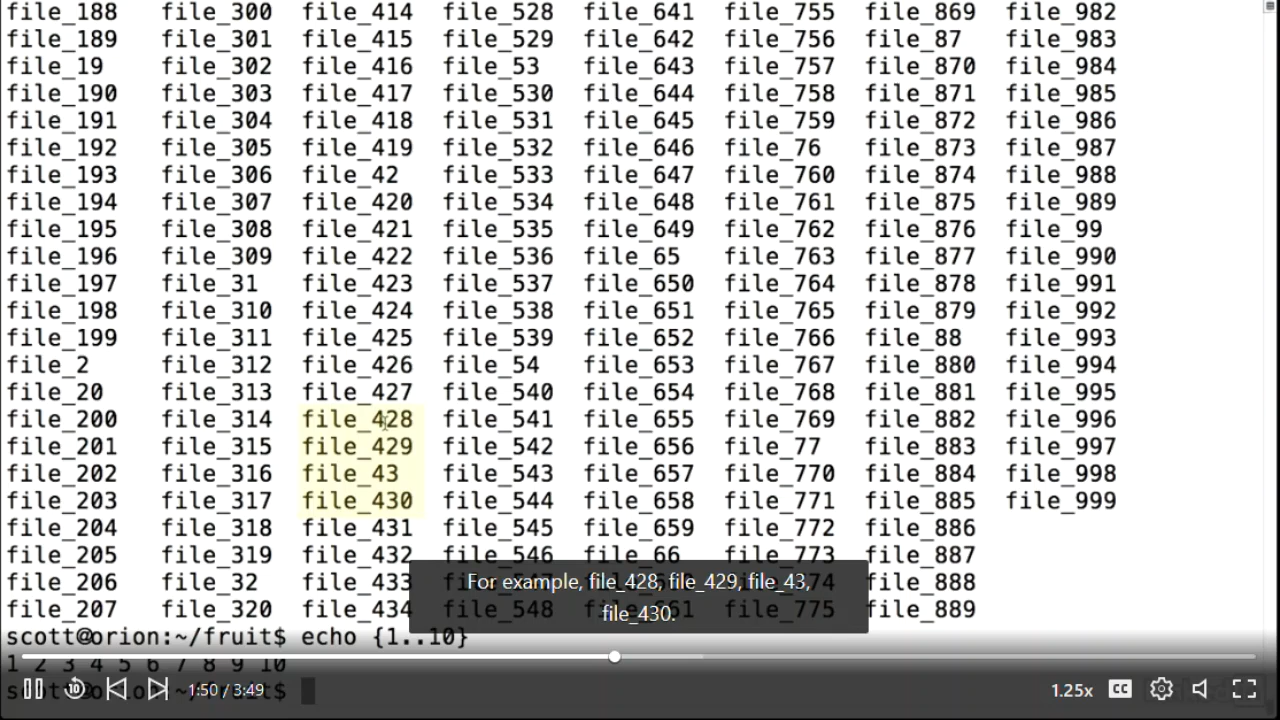 file_188 file_300 file_414 file_528 file_641 file_755 file_869 file_982
file_189 file_301 file_415 file_529 file_642 file_756 file_87 file_983
file_19 file_302 file_416 file_53 file_643 file_757 file_870 file_984
file_190 file_303 file_417 file_530 file_644 file_758 file_871 file_985
file_191 file_304 file_418 file_531 file_645 file_759 file_872 file_986
file_192 file_305 file_419 file_532 file_646 file_76 file_873 file_987
file_193 file_306 file_42 file_533 file_647 file_760 file_874 file_988
file_194 file_307 file_420 file_534 file_648 file_761 file_875 file_989
file_195 file_308 file_421 file_535 file_649 file_762 file_876 file_99
file_196 file_309 file_422 file_536 file_65 file_763 file_877 file_990
file_197 file_31 file_423 file_537 file_650 file_764 file_878 file_991
file_198 file_310 file_424 file_538 file_651 file_765 file_879 file_992
file_199 file_311 file_425 file_539 file_652 file_766 file_88 file_993
file_2 file_312 file_426 file_54 file_653 file_767 file_880 file_994
file_20 file_313 file_427 file_540 file_654 file_768 file_881 file_995
file_200 file_314 file_428 file_541 file_655 file_769 file_882 file_996
file_201 file_315 file_429 file_542 file_656 file_77 file_883 file_997
file_202 file_316 file_43 file_543 file_657 file_770 file_884 file_998
file_203 file_317 file_430 file_544 file_658 file_771 file_885 file_999
file_204 file_318 file_431 file_545 file_659 file_772 file_886
file_205 file_319 file_432 file_546 file_66 file_773 file_887
file_206 file_32 file_433 file_888
file_207 file_320 file_434 file_548 file_775 file_889
For example, file_428, file_429, file_43,
file_430.
scott@orion:~/fruit$ echo {1..10}
1 2 3 4 5 6 7 8 9 10
scott@orion:~/fruit$
10 1:50 / 3:49 1.25x CC